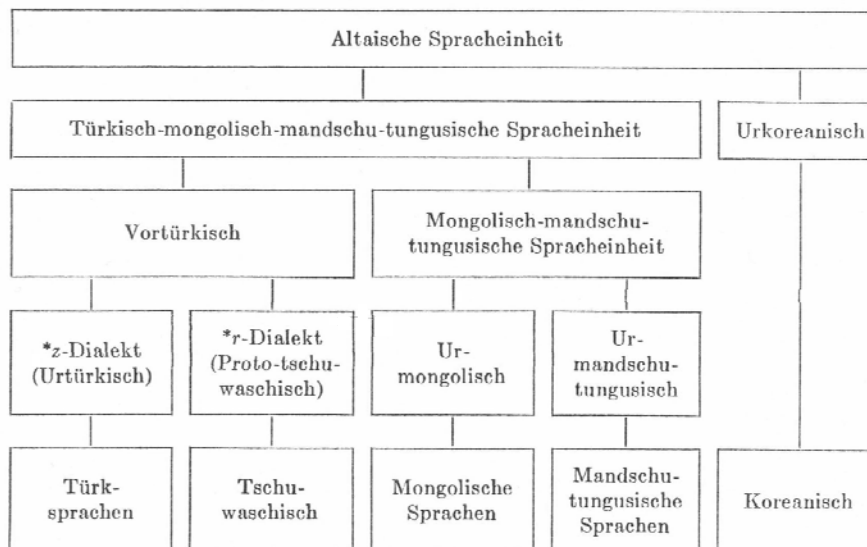 Altaische Spracheinheit
Türkisch-mongolisch-mandschu-tungusische Spracheinheit
Urkoreanisch
Vortürkisch
Mongolisch-mandschu-
tungusische Spracheinheit
*z-Dialekt
(Urtürkisch)
*r-Dialekt
(Proto-tschu-
waschisch)
Ur-
mongolisch
Ur-
mandschu-
tungusisch
Türk-
sprachen
Tschu-
waschisch
Mongolische
Sprachen
Mandschu-
tungusische
Sprachen
Koreanisch